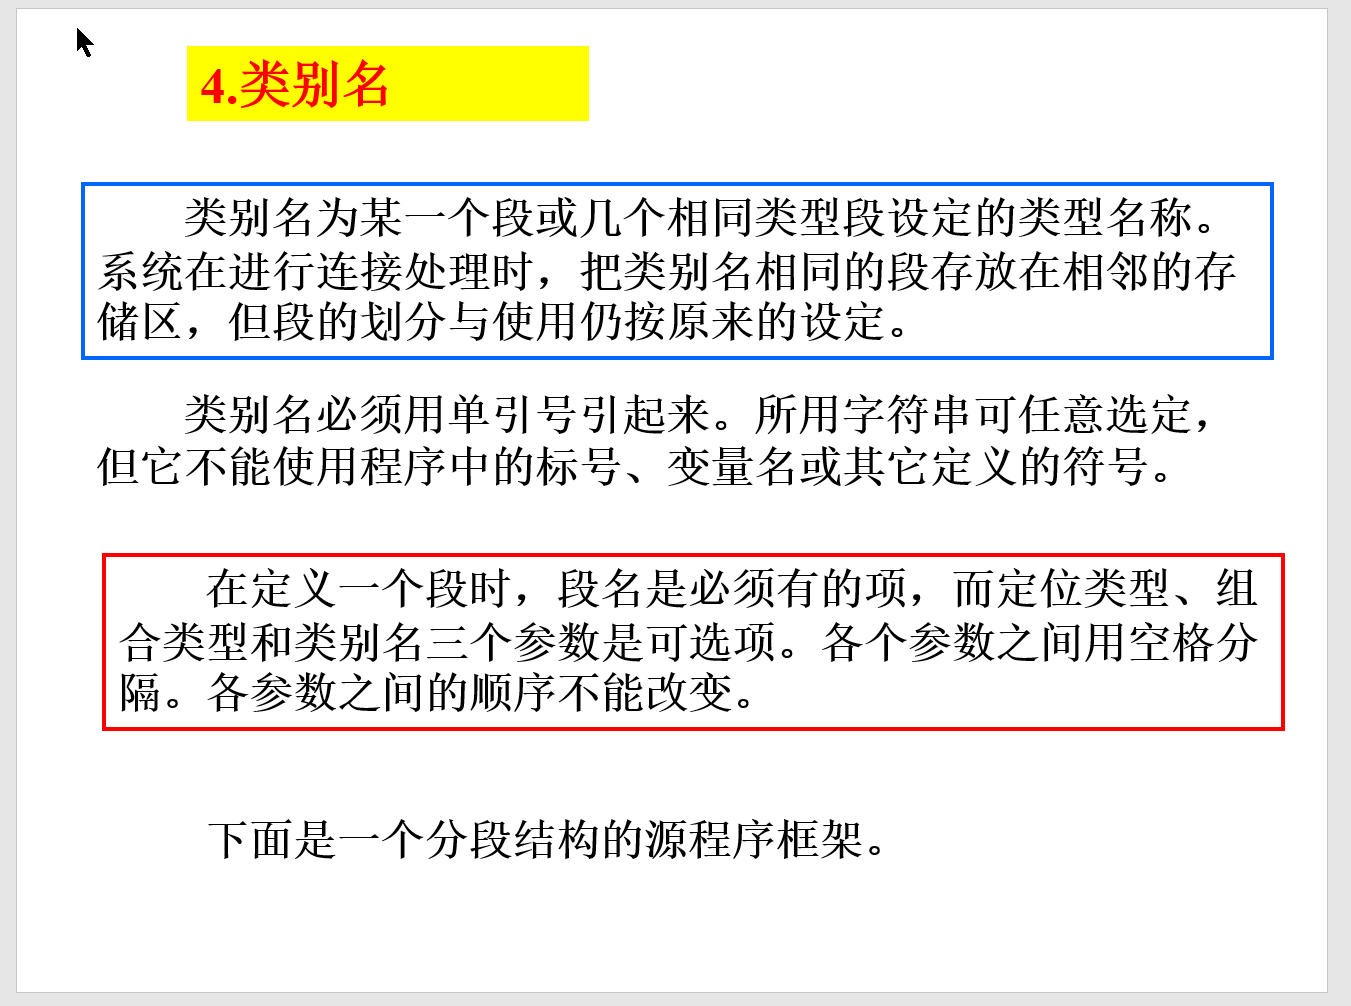 4.类别名
类别名为某一个段或几个相同类型段设定的类型名称。
系统在进行连接处理时，把类别名相同的段存放在相邻的存
储区，但段的划分与使用仍按原来的设定。
类别名必须用单引号引起来。所用字符串可任意选定，
但它不能使用程序中的标号、变量名或其它定义的符号。
在定义一个段时，段名是必须有的项，而定位类型、组
合类型和类别名三个参数是可选项。各个参数之间用空格分
隔。各参数之间的顺序不能改变。
下面是一个分段结构的源程序框架。